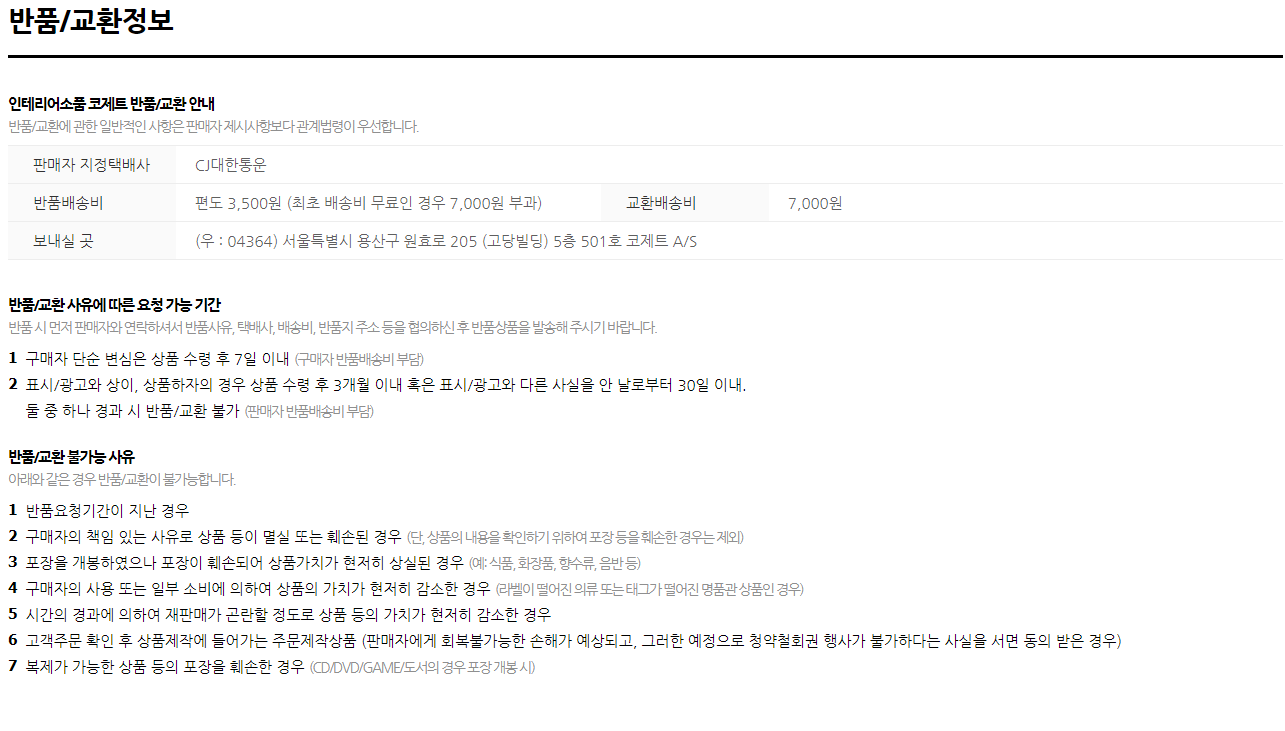 반품/교환정보
인테리어소품 코제트 반품/교환 안내
반품/교환에 관한 일반적인 사항은 판매자 제시사항보다 관계법령이 우선합니다.
판매자 지정택배사 CJ대한통운
반품배송비 편도 3,500원 (최초 배송비 무료인 경우 7,000원 부과) 교환배송비 7,000원
보내실 곳 (우 : 04364) 서울특별시 용산구 원효로 205 (고당빌딩) 5층 501호 코제트 A/S
반품/교환 사유에 따른 요청 가능 기간
반품 시 먼저 판매자와 연락하셔서 반품사유, 택배사, 배송비, 반품지 주소 등을 협의하신 후 반품상품을 발송해 주시기 바랍니다.
1 구매자 단순 변심은 상품 수령 후 7일 이내 (구매자 반품배송비 부담)
2 표시/광고와 상이, 상품하자의 경우 상품 수령 후 3개월 이내 혹은 표시/광고와 다른 사실을 안 날로부터 30일 이내.
둘 중 하나 경과 시 반품/교환 불가 (판매자 반품배송비 부담)
반품/교환 불가능 사유
아래와 같은 경우 반품/교환이 불가능합니다.
1 반품요청기간이 지난 경우
2 구매자의 책임 있는 사유로 상품 등이 멸실 또는 훼손된 경우 (단, 상품의 내용을 확인하기 위하여 포장 등을 훼손한 경우는 제외)
3 포장을 개봉하였으나 포장이 훼손되어 상품가치가 현저히 상실된 경우 (예: 식품, 화장품, 향수류, 음반 등)
4 구매자의 사용 또는 일부 소비에 의하여 상품의 가치가 현저히 감소한 경우 (라벨이 떨어진 의류 또는 태그가 떨어진 명품관 상품인 경우)
5 시간의 경과에 의하여 재판매가 곤란할 정도로 상품 등의 가치가 현저히 감소한 경우
6 고객주문 확인 후 상품제작에 들어가는 주문제작상품 (판매자에게 회복불가능한 손해가 예상되고, 그러한 예정으로 청약철회권 행사가 불가하다는 사실을 서면 동의 받은 경우)
7 복제가 가능한 상품 등의 포장을 훼손한 경우 (CD/DVD/GAME/도서의 경우 포장 개봉 시)